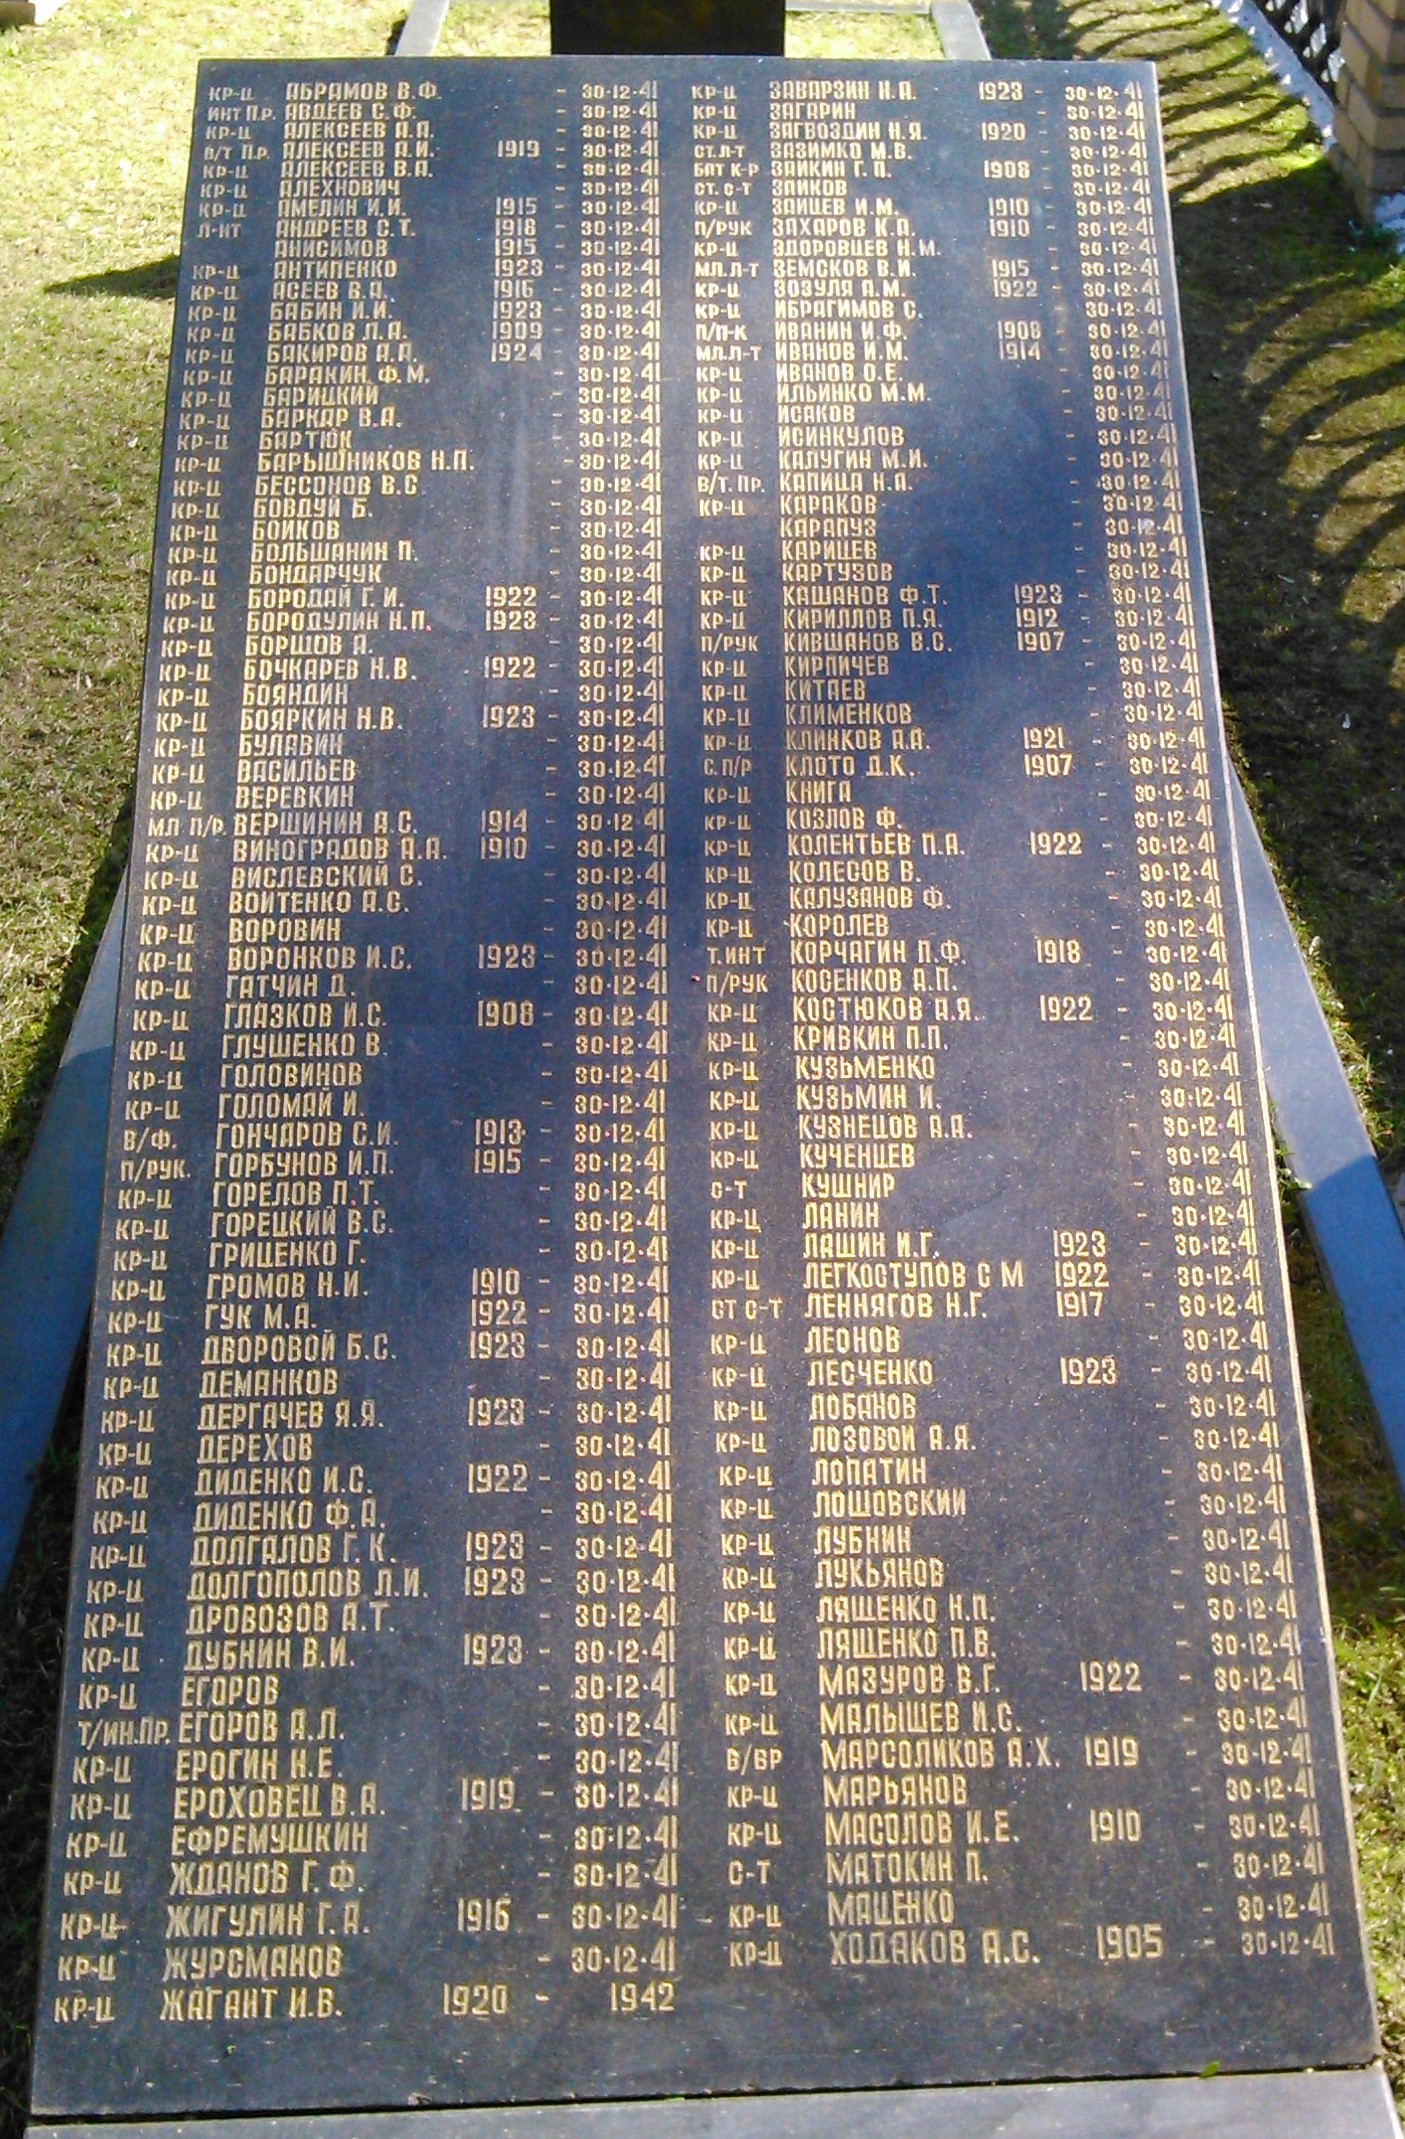 КР-Ц АБРАМОВ В.Ф. - 30·12·41
ИНТ П.Р. АВДЕЕВ С.Ф. - 30·12·41
КР-Ц АЛЕКСЕЕВ А.А. - 30·12·41
В/Т П.Р. АЛЕКСЕЕВ А.И. 1919 - 30·12·41
КР-Ц АЛЕКСЕЕВ В.А. - 30·12·41
КР-Ц АЛЕХНОВИЧ - 30·12·41
КР-Ц АМЕЛИН И.И. 1915 - 30·12·41
Л-НТ АНДРЕЕВ С.Т. 1918 - 30·12·41
АНИСИМОВ 1915 - 30·12·41
КР-Ц АНТИПЕНКО 1923 - 30·12·41
КР-Ц АСЕЕВ В.А. 1916 - 30·12·41
КР-Ц БАБИН И.И. 1923 - 30·12·41
КР-Ц БАБКОВ Л.А. 1909 - 30·12·41
КР-Ц БАКИРОВ А.А. 1924 - 30·12·41
КР-Ц БАРАКИН Ф.М. - 30·12·41
КР-Ц БАРИЦКИЙ - 30·12·41
КР-Ц БАРКАР В.А. - 30·12·41
КР-Ц БАРТЮК - 30·12·41
КР-Ц БАРЫШНИКОВ Н.П. - 30·12·41
КР-Ц БЕССОНОВ В.С - 30·12·41
КР-Ц БОВДУЙ Б. - 30·12·41
КР-Ц БОЙКОВ - 30·12·41
КР-Ц БОЛЬШАНИН П. - 30·12·41
КР-Ц БОНДАРЧУК - 30·12·41
КР-Ц БОРОДАЙ Г.И. 1922 - 30·12·41
КР-Ц БОРОДУЛИН Н.П. 1923 - 30·12·41
КР-Ц БОРЩОВ А. - 30·12·41
КР-Ц БОЧКАРЕВ Н.В. 1922 - 30·12·41
КР-Ц БОЯНДИН - 30·12·41
КР-Ц БОЯРКИН Н.В. 1923 - 30·12·41
КР-Ц БУЛАВИН - 30·12·41
КР-Ц ВАСИЛЬЕВ - 30·12·41
КР-Ц ВЕРЕВКИН - 30·12·41
МЛ П/Р. ВЕРШИНИН А.С. 1914 - 30·12·41
КР-Ц ВИНОГРАДОВ А.А. 1910 - 30·12·41
КР-Ц ВИСЛЕВСКИЙ С. - 30·12·41
КР-Ц ВОЙТЕНКО А.С. - 30·12·41
КР-Ц ВОРОВИН - 30·12·41
КР-Ц ВОРОНКОВ И.С. 1923 - 30·12·41
КР-Ц ГАТЧИН Д. - 30·12·41
КР-Ц ГЛАЗКОВ И.С. 1908 - 30·12·41
КР-Ц ГЛУШЕНКО В. - 30·12·41
КР-Ц ГОЛОВИНОВ - 30·12·41
КР-Ц ГОЛОМАЙ И. - 30·12·41
В/Ф. ГОНЧАРОВ С.И. 1913 - 30·12·41
П/РУК. ГОРБУНОВ И.П. 1915 - 30·12·41
КР-Ц ГОРЕЛОВ П.Т. - 30·12·41
КР-Ц ГОРЕЦКИЙ В.С. - 30·12·41
КР-Ц ГРИЦЕНКО Г. - 30·12·41
КР-Ц ГРОМОВ Н.И. 1910 - 30·12·41
КР-Ц ГУК М.А. 1922 - 30·12·41
КР-Ц ДВОРОВОЙ Б.С. 1923 - 30·12·41
КР-Ц ДЕМАНКОВ - 30·12·41
КР-Ц ДЕРГАЧЕВ Я.Я. 1923 - 30·12·41
КР-Ц ДЕРЕХОВ - 30·12·41
КР-Ц ДИДЕНКО И.С. 1922 - 30·12·41
КР-Ц ДИДЕНКО Ф.А. - 30·12·41
КР-Ц ДОЛГАЛОВ Г.К. 1923 - 30·12·41
КР-Ц ДОЛГОПОЛОВ Л.И. 1923 - 30·12·41
КР-Ц ДРОВОЗОВ А.Т. - 30·12·41
КР-Ц ДУБНИН В.И. 1923 - 30·12·41
КР-Ц ЕГОРОВ - 30·12·41
Т/ИН.ПР. ЕГОРОВ А.Л. - 30·12·41
КР-Ц ЕРОГИН Н.Е. - 30·12·41
КР-Ц ЕРОХОВЕЦ В.А. 1919 - 30·12·41
КР-Ц ЕФРЕМУШКИН - 30·12·41
КР-Ц ЖДАНОВ Г.Ф. - 30·12·41
КР-Ц ЖИГУЛИН Г.А. 1916 - 30·12·41
КР-Ц ЖУРСМАНОВ - 30·12·41
КР-Ц ЖАГАНТ И.В. 1920 - 1942
КР-Ц ЗАВАРЗИН Н.А. 1923 - 30·12·41
КР-Ц ЗАГАРИН - 30·12·41
КР-Ц ЗАГВОЗДИН Н.Я. 1920 - 30·12·41
СТ.Л-Т ЗАЗИМКО М.В. - 30·12·41
БАТ К-Р ЗАЙКИН Г.П. 1908 - 30·12·41
СТ. С-Т ЗАИКОВ - 30·12·41
КР-Ц ЗАЙЦЕВ И.М. 1910 - 30·12·41
П/РУК ЗАХАРОВ К.А. 1910 - 30·12·41
КР-Ц ЗДОРОВЦЕВ Н.М. - 30·12·41
МЛ.Л-Т ЗЕМСКОВ В.И. 1915 - 30·12·41
КР-Ц ЗОЗУЛЯ А.М. 1922 - 30·12·41
КР-Ц ИБРАГИМОВ С. - 30·12·41
П/П-К ИВАНИН И.Ф. 1908 - 30·12·41
МЛ.Л-Т ИВАНОВ И.М. 1914 - 30·12·41
КР-Ц ИВАНОВ О.Е. - 30·12·41
КР-Ц ИЛЬИНКО М.М. - 30·12·41
КР-Ц ИСАКОВ - 30·12·41
КР-Ц ИСИНКУЛОВ - 30·12·41
КР-Ц КАЛУГИН М.И. - 30·12·41
В/Т. ПР. КАПИЦА Н.А. - 30·12·41
КР-Ц КАРАКОВ - 30·12·41
КАРАПУЗ - 30·12·41
КР-Ц КАРИЦЕВ - 30·12·41
КР-Ц КАРТУЗОВ - 30·12·41
КР-Ц КАШАНОВ Ф.Т. 1923 - 30·12·41
КР-Ц КИРИЛЛОВ П.Я. 1912 - 30·12·41
П/РУК КИВШАНОВ В.С. 1907 - 30·12·41
КР-Ц КИРПИЧЕВ - 30·12·41
КР-Ц КИТАЕВ - 30·12·41
КР-Ц КЛИМЕНКОВ - 30·12·41
КР-Ц КЛИНКОВ А.А. 1921 - 30·12·41
С. П/Р КЛОТО Д.К. 1907 - 30·12·41
КР-Ц КНИГА - 30·12·41
КР-Ц КОЗЛОВ Ф. - 30·12·41
КР-Ц КОЛЕНТЬЕВ П.А. 1922 - 30·12·41
КР-Ц КОЛЕСОВ В. - 30·12·41
КР-Ц КАЛУЗАНОВ Ф. - 30·12·41
КР-Ц КОРОЛЕВ - 30·12·41
Т.ИНТ КОРЧАГИН П.Ф. 1918 - 30·12·41
П/РУК КОСЕНКОВ А.П. - 30·12·41
КР-Ц КОСТЮКОВ А.Я. 1922 - 30·12·41
КР-Ц КРИВКИН П.П. - 30·12·41
КР-Ц КУЗЬМЕНКО - 30·12·41
КР-Ц КУЗЬМИН И. - 30·12·41
КР-Ц КУЗНЕЦОВ А.А. - 30·12·41
КР-Ц КУЧЕНЦЕВ - 30·12·41
С-Т КУШНИР - 30·12·41
КР-Ц ЛАНИН - 30·12·41
КР-Ц ЛАШИН И.Г. 1923 - 30·12·41
КР-Ц ЛЕГКОСТУПОВ С М 1922 - 30·12·41
СТ С-Т ЛЕННЯГОВ Н.Г. 1917 - 30·12·41
КР-Ц ЛЕОНОВ - 30·12·41
КР-Ц ЛЕСЧЕНКО 1923 - 30·12·41
КР-Ц ЛОБАНОВ - 30·12·41
КР-Ц ЛОЗОВОЙ А.Я. - 30·12·41
КР-Ц ЛОПАТИН - 30·12·41
КР-Ц ЛОШОВСКИЙ - 30·12·41
КР-Ц ЛУБНИН - 30·12·41
КР-Ц ЛУКЬЯНОВ - 30·12·41
КР-Ц ЛЯЩЕНКО Н.П. - 30·12·41
КР-Ц ЛЯЩЕНКО П.В. - 30·12·41
КР-Ц МАЗУРОВ В.Г. 1922 - 30·12·41
КР-Ц МАЛЫШЕВ И.С. - 30·12·41
В/ВР МАРСОЛИКОВ А.Х. 1919 - 30·12·41
КР-Ц МАРЬЯНОВ - 30·12·41
КР-Ц МАСОЛОВ И.Е. 1910 - 30·12·41
С-Т МАТОКИН П. - 30·12·41
КР-Ц МАЦЕНКО - 30·12·41
КР-Ц ХОДАКОВ А.С. 1905 - 30·12·41